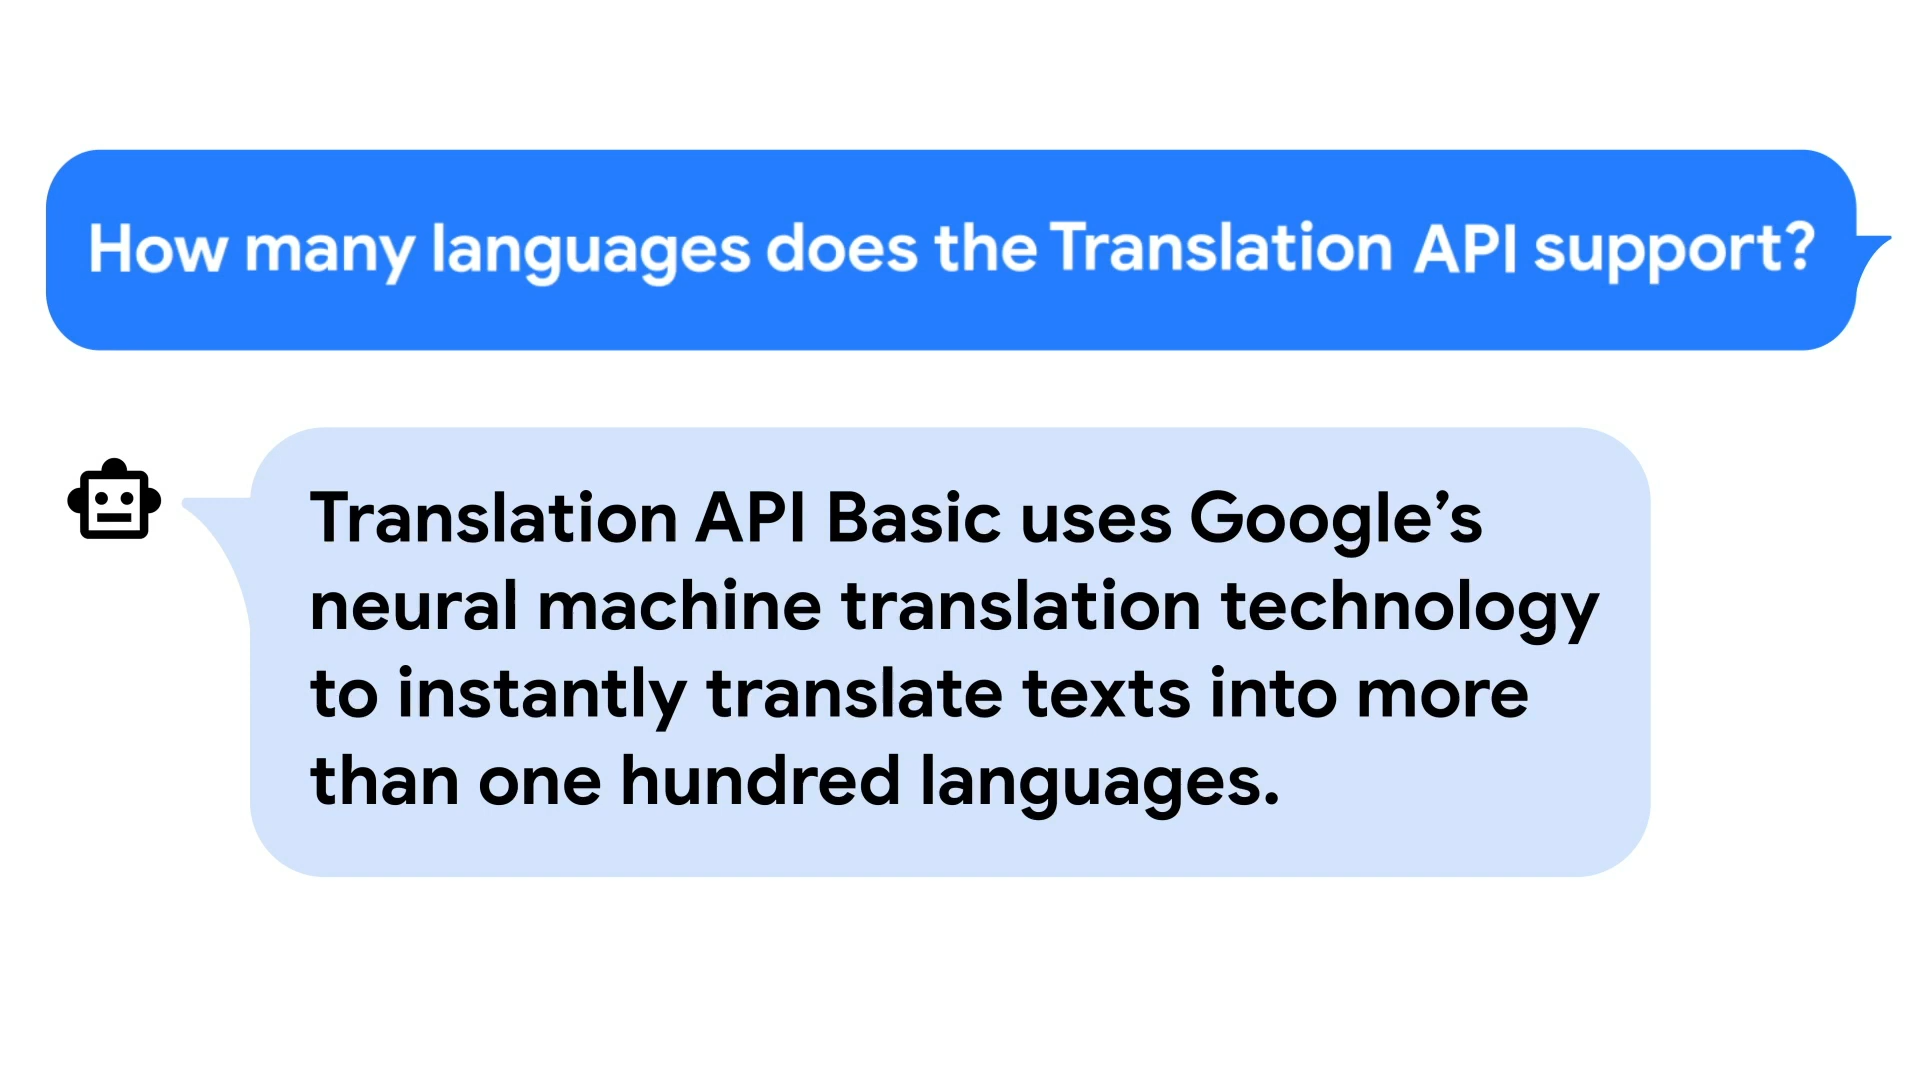 How many languages does the Translation API support?
Translation API Basic uses Google’s
neural machine translation technology
to instantly translate texts into more
than one hundred languages.